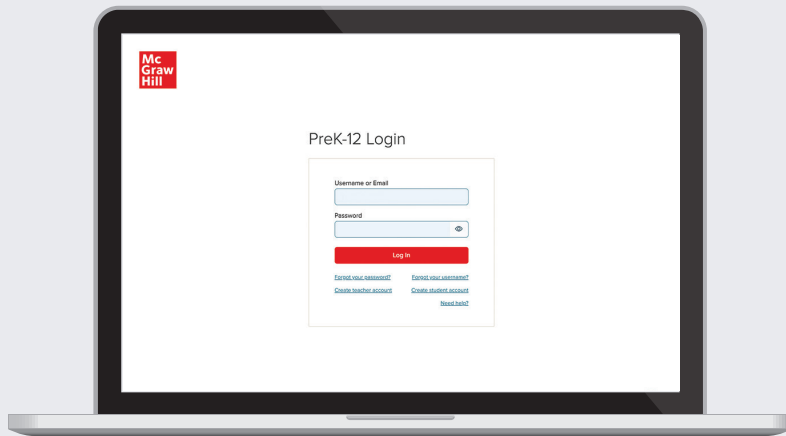 Mc
Graw
Hill
PreK-12 Login
Username or Email
Password
Log In
Forgot your password? Forgot your username?
Create teacher account Create student account
Need help?